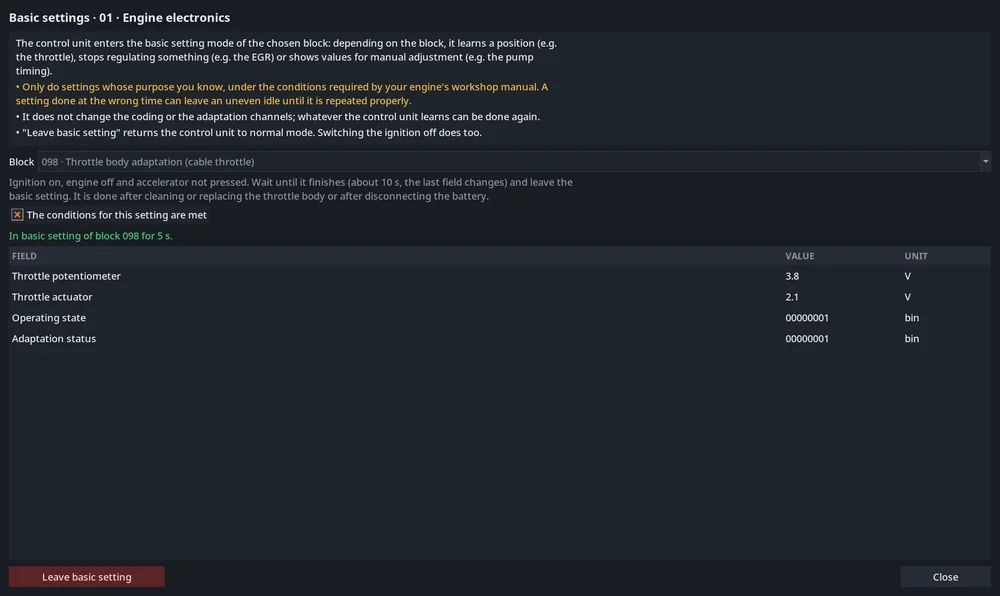 Basic settings · 01 · Engine electronics
The control unit enters the basic setting mode of the chosen block: depending on the block, it learns a position (e.g.
the throttle), stops regulating something (e.g. the EGR) or shows values for manual adjustment (e.g. the pump
timing).
• Only do settings whose purpose you know, under the conditions required by your engine's workshop manual. A
setting done at the wrong time can leave an uneven idle until it is repeated properly.
• It does not change the coding or the adaptation channels; whatever the control unit learns can be done again.
• "Leave basic setting" returns the control unit to normal mode. Switching the ignition off does too.
Block 098 · Throttle body adaptation (cable throttle)
Ignition on, engine off and accelerator not pressed. Wait until it finishes (about 10 s, the last field changes) and leave the
basic setting. It is done after cleaning or replacing the throttle body or after disconnecting the battery.
The conditions for this setting are met
In basic setting of block 098 for 5 s.
FIELD VALUE UNIT
Throttle potentiometer 3.8 V
Throttle actuator 2.1 V
Operating state 00000001 bin
Adaptation status 00000001 bin
Leave basic setting Close